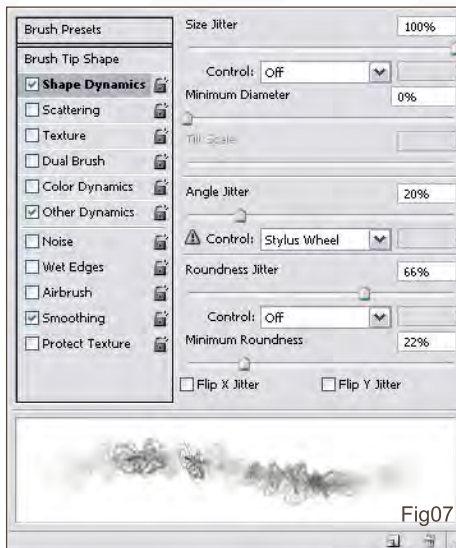 Brush Presets
Brush Tip Shape
Shape Dynamics
Scattering
Texture
Dual Brush
Color Dynamics
Other Dynamics
Noise
Wet Edges
Airbrush
Smoothing
Protect Texture
Size Jitter 100%
Control: Off
Minimum Diameter 0%
Tilt Scale
Angle Jitter 20%
Control: Stylus Wheel
Roundness Jitter 66%
Control: Off
Minimum Roundness 22%
Flip X Jitter Flip Y Jitter
Fig07